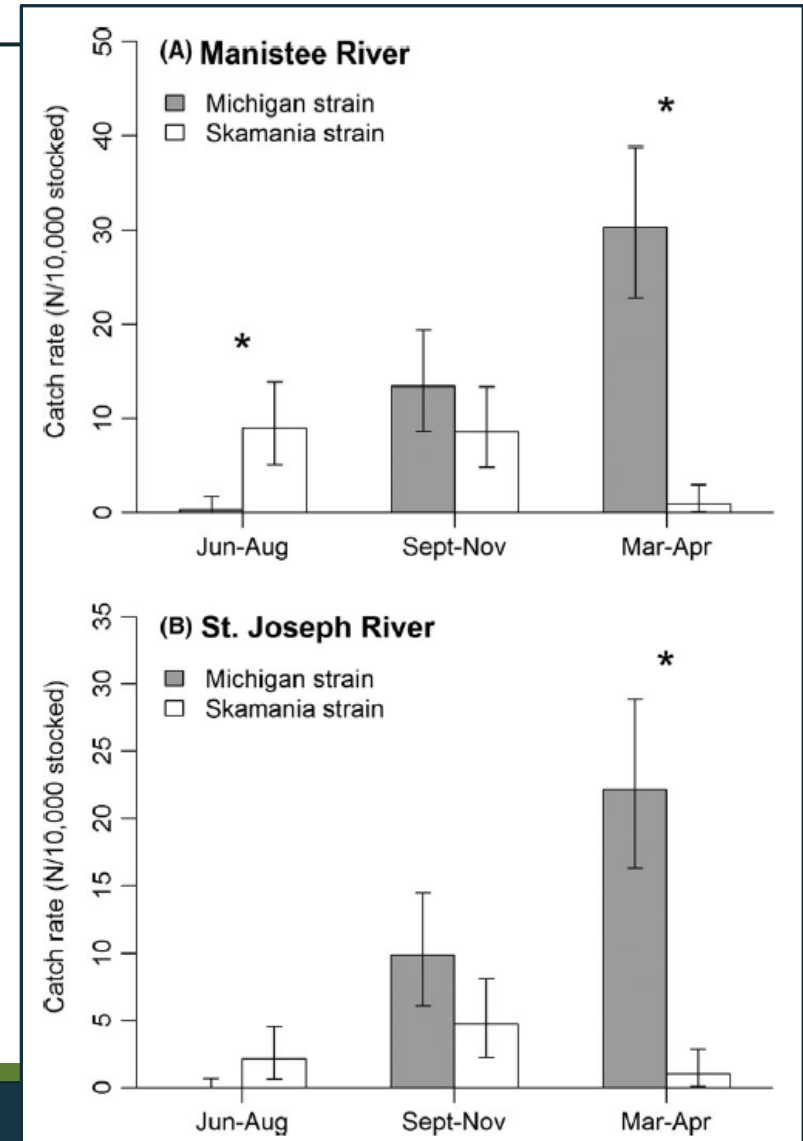 (A) Manistee River
Michigan strain
Skamania strain
*
*
Catch rate (N/10,000 stocked)
50
40
30
20
10
0
Jun-Aug
Sept-Nov
Mar-Apr
(B) St. Joseph River
Michigan strain
Skamania strain
*
Catch rate (N/10,000 stocked)
35
30
25
20
15
10
5
0
Jun-Aug
Sept-Nov
Mar-Apr